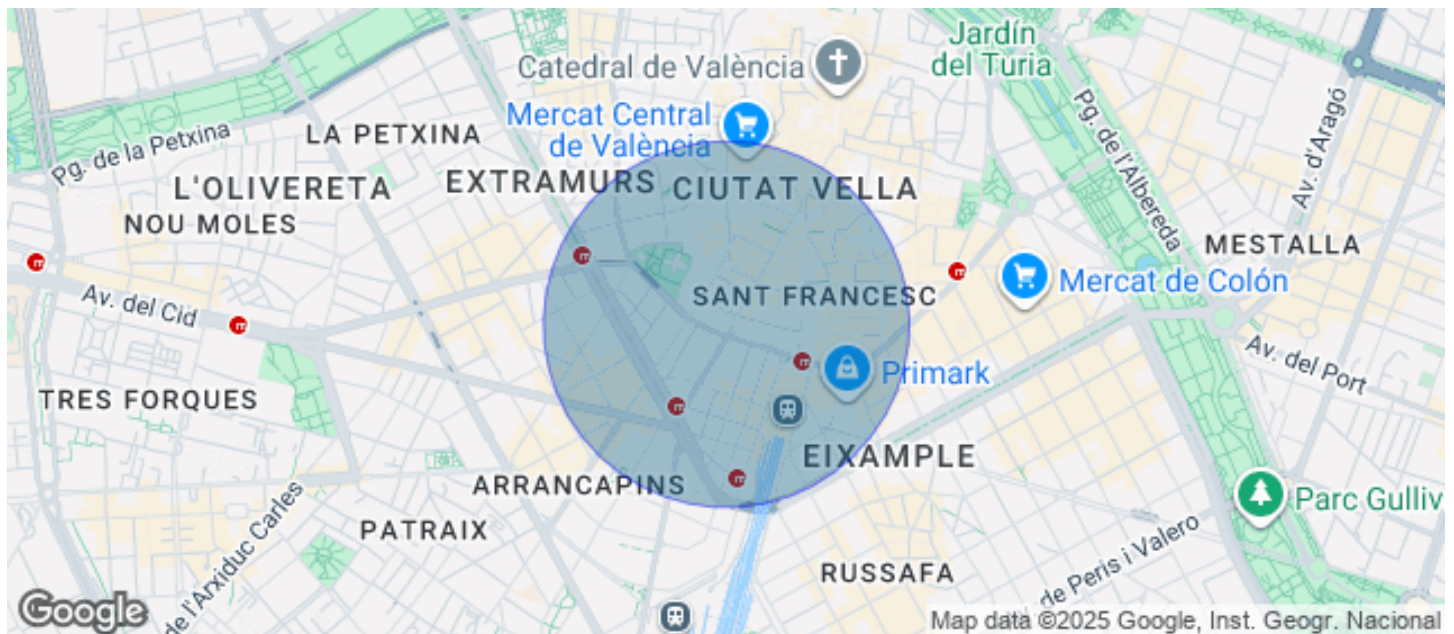 Jardín
del Túria
Catedral de València
Mercat Central
de València
Pg. de l'Albereda
Av. d'Aragó
Pg. de la Petxina
LA PETXINA
L'OLIVERETA
EXTRAMURS
CIUTAT VELLA
NOU MOLES
MESTALLA
Mercat de Colón
SANT FRANCESC
Av. del Cid
Av. del Port
Primark
TRES FORQUES
EIXAMPLE
ARRANCAPINS
Parc Gulliv
PATRAIX
de l'Arxiduc Carles
RUSSAFA
de Peris i Valero
Google
Map data ©2025 Google, Inst. Geogr. Nacional